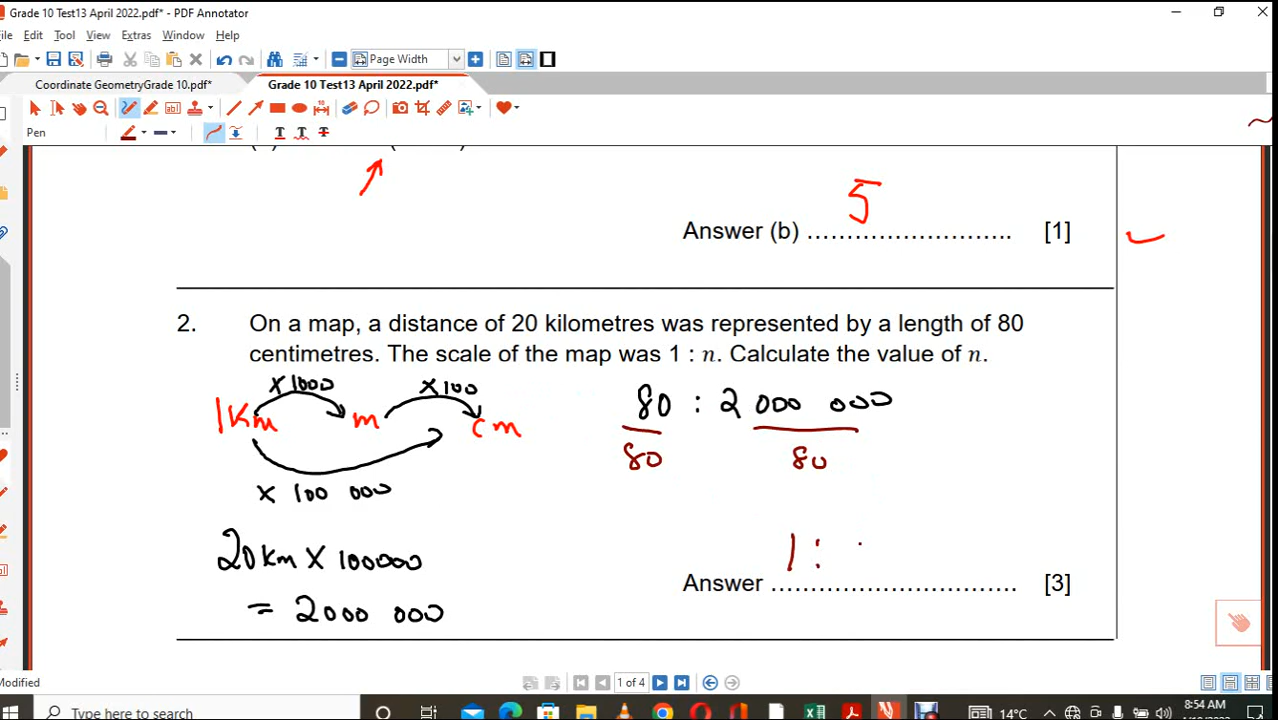 Grade 10 Test13 April 2022.pdf* - PDF Annotator
File Edit View Extras Window Help
Page Width
Coordinate GeometryGrade 10.pdf*
Grade 10 Test13 April 2022.pdf*
Pen
5
Answer (b) ……………………….. [1]
2. On a map, a distance of 20 kilometres was represented by a length of 80
centimetres. The scale of the map was 1 : n. Calculate the value of n.
×1000 ×100
1Km m cm
× 100 000
80 : 2 000 000
80 80
20Km × 100000
= 2000 000
1 :
Answer …………………………. [3]
Modified
1 of 4
Type here to search
14°C
8:54 AM